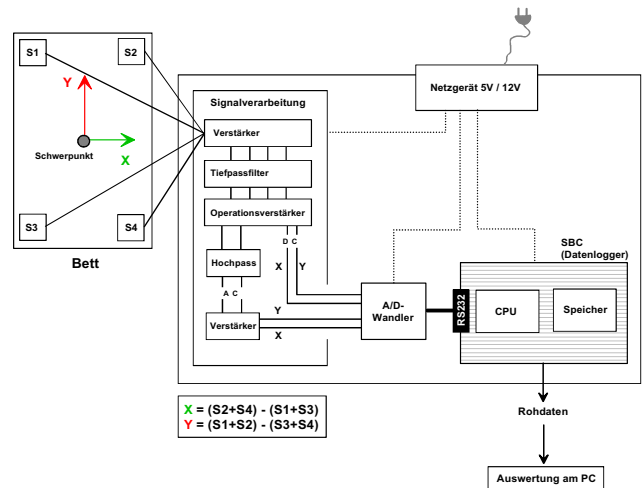 S1
S2
Y
X
Schwerpunkt
S3
S4
Bett
Signalverarbeitung
Verstärker
Tiefpassfilter
Operationsverstärker
D C
X Y
Hochpass
A C
Verstärker
Y
X
Netzgerät 5V / 12V
A/D-
Wandler
SBC
(Datenlogger)
RS232
CPU
Speicher
X = (S2+S4) - (S1+S3)
Y = (S1+S2) - (S3+S4)
Rohdaten
Auswertung am PC